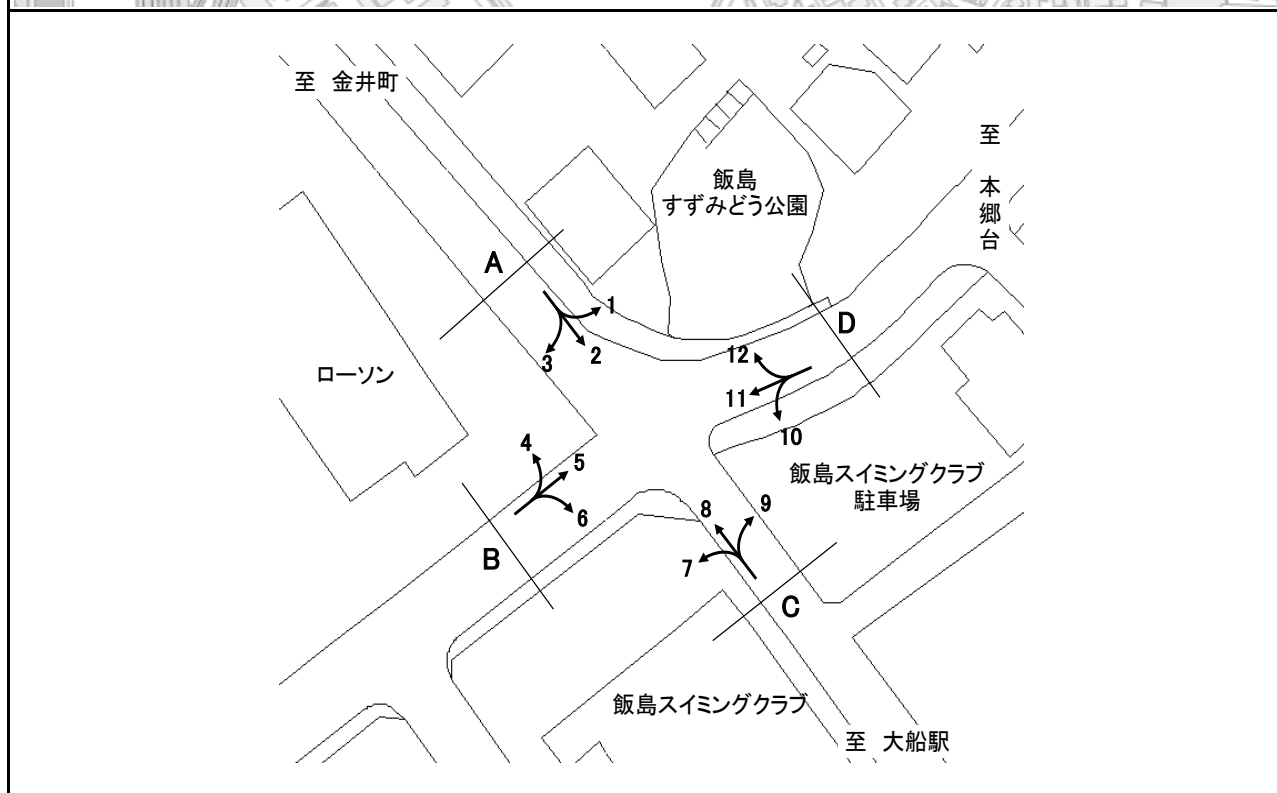 至 金井町
至 本郷台
飯島
すずみどう公園
A
1
2
3
D
12
11
10
ローソン
4
5
6
飯島スイミングクラブ
駐車場
9
8
7
B
C
飯島スイミングクラブ
至 大船駅